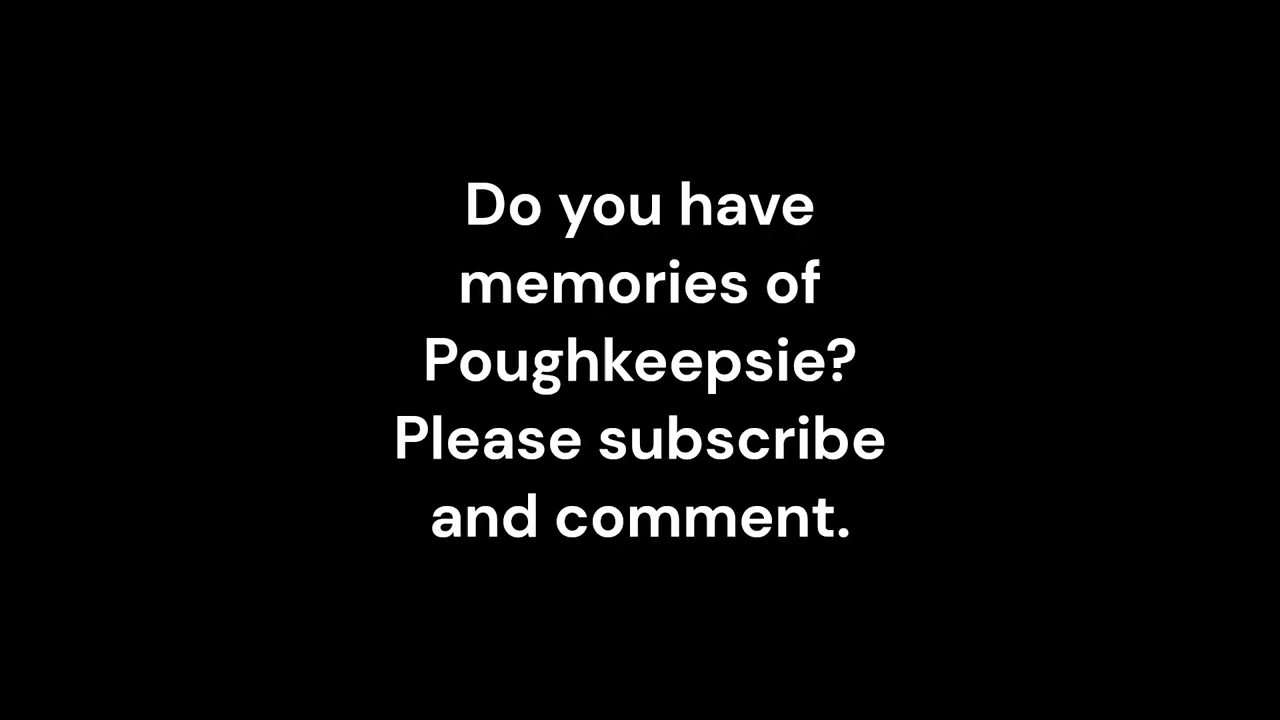 Do you have
memories of
Poughkeepsie?
Please subscribe
and comment.